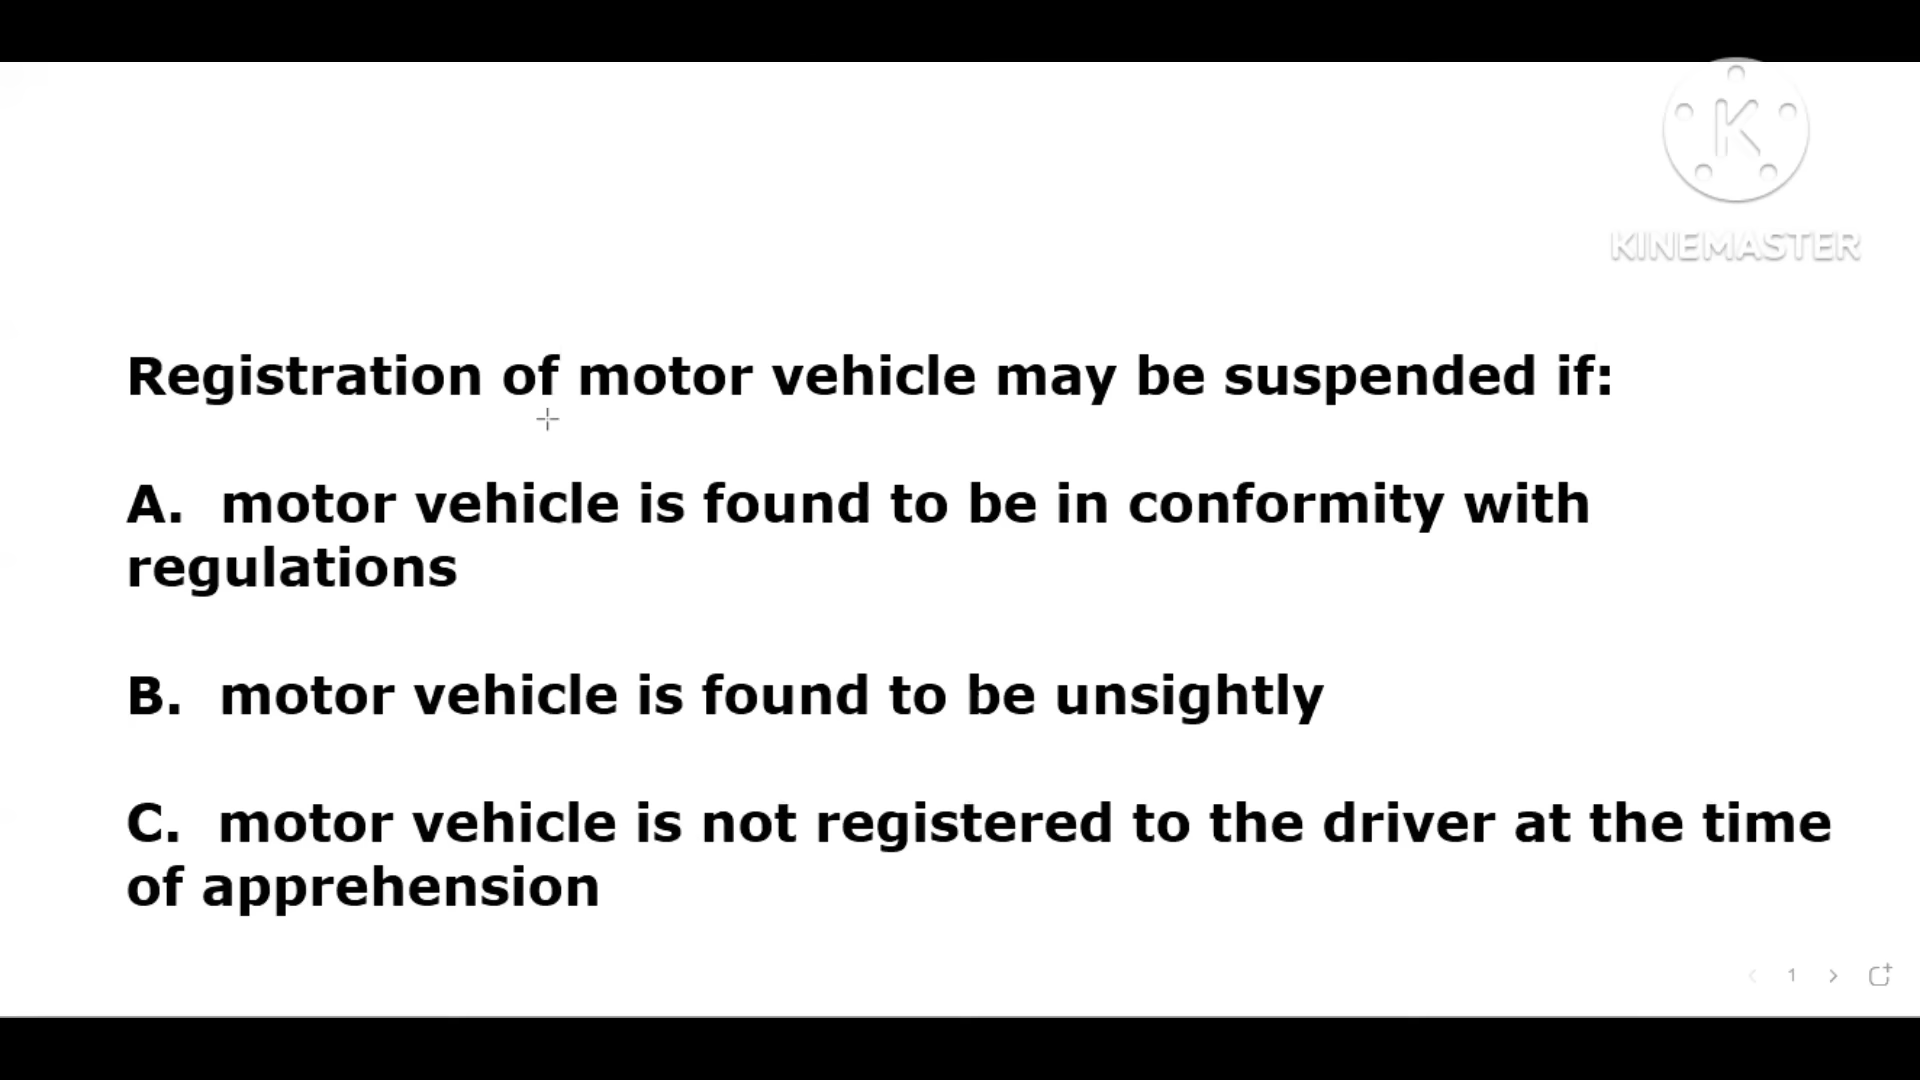 KINEMASTER
Registration of motor vehicle may be suspended if:
A. motor vehicle is found to be in conformity with
regulations
B. motor vehicle is found to be unsightly
C. motor vehicle is not registered to the driver at the time
of apprehension
1